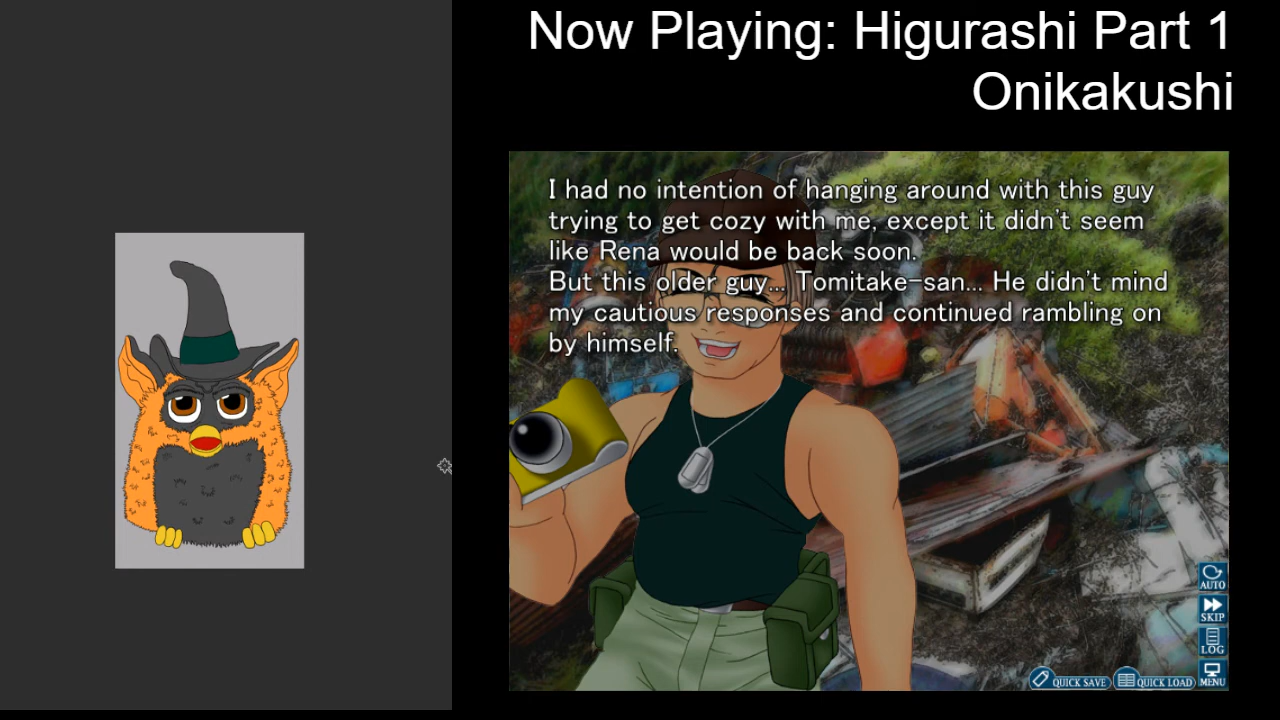 Now Playing: Higurashi Part 1
Onikakushi
I had no intention of hanging around with this guy
trying to get cozy with me, except it didn't seem
like Rena would be back soon.
But this older guy... Tomitake-san... He didn't mind
my cautious responses and continued rambling on
by himself.
AUTO
SKIP
LOG
MENU
QUICK SAVE
QUICK LOAD